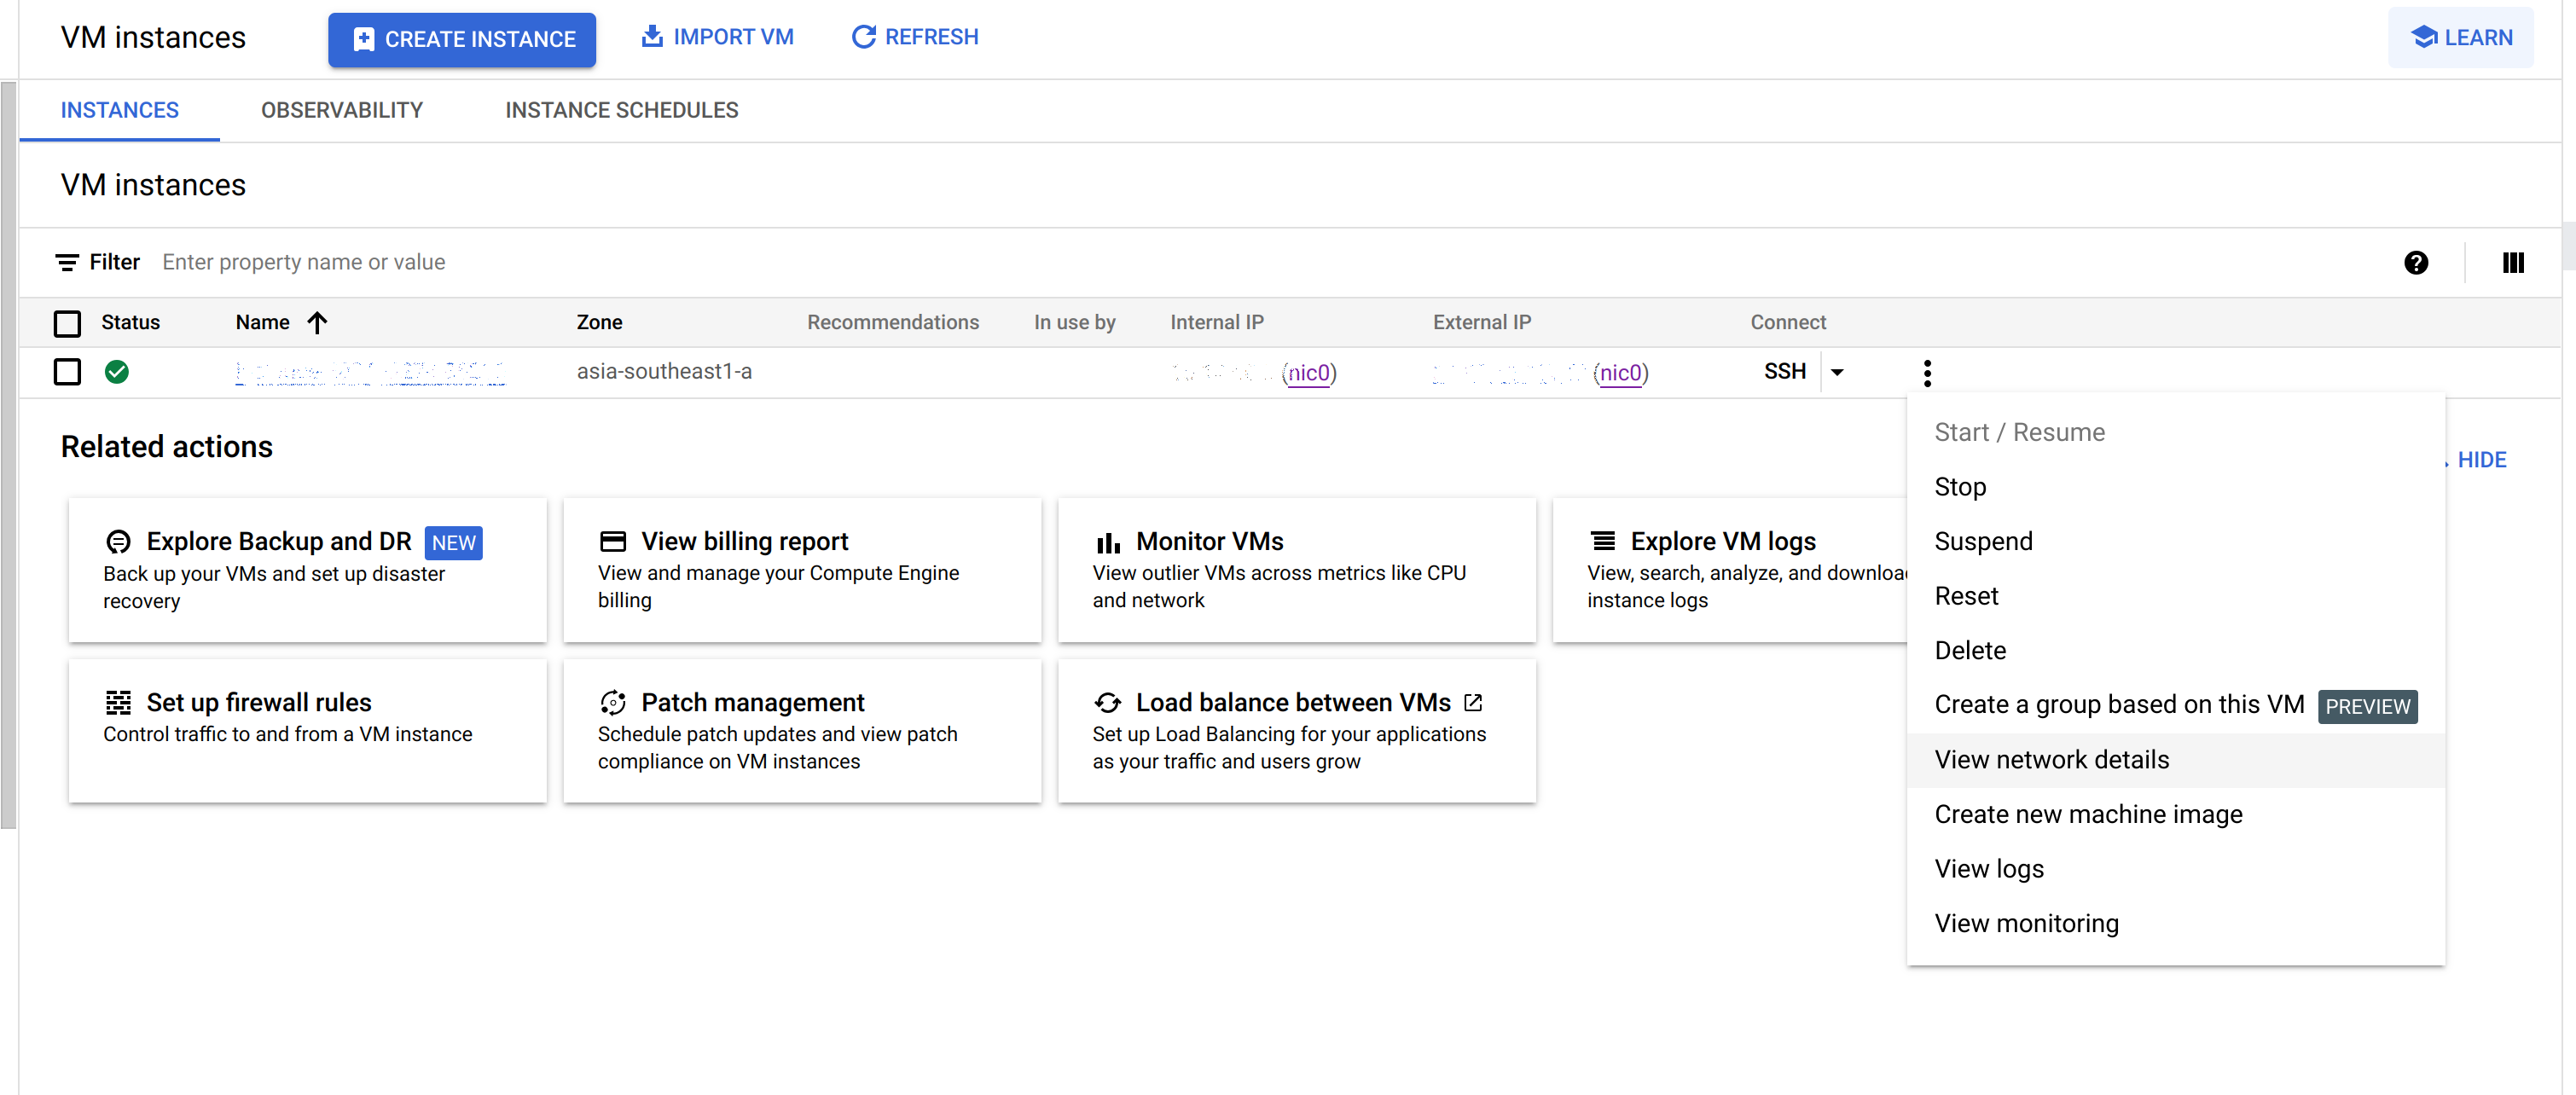 VM instances
CREATE INSTANCE
IMPORT VM
REFRESH
LEARN
INSTANCES
OBSERVABILITY
INSTANCE SCHEDULES
VM instances
Filter
Enter property name or value
Status
Name
Zone
Recommendations
In use by
Internal IP
External IP
Connect
asia-southeast1-a
(nic0)
(nic0)
SSH
Related actions
HIDE
Explore Backup and DR NEW
Back up your VMs and set up disaster
recovery
View billing report
View and manage your Compute Engine
billing
Monitor VMs
View outlier VMs across metrics like CPU
and network
Explore VM logs
View, search, analyze, and
instance logs
Set up firewall rules
Control traffic to and from a VM instance
Patch management
Schedule patch updates and view patch
compliance on VM instances
Load balance between VMs
Set up Load Balancing for your applications
as your traffic and users grow
Start / Resume
Stop
Suspend
Reset
Delete
Create a group based on this VM PREVIEW
View network details
Create new machine image
View logs
View monitoring